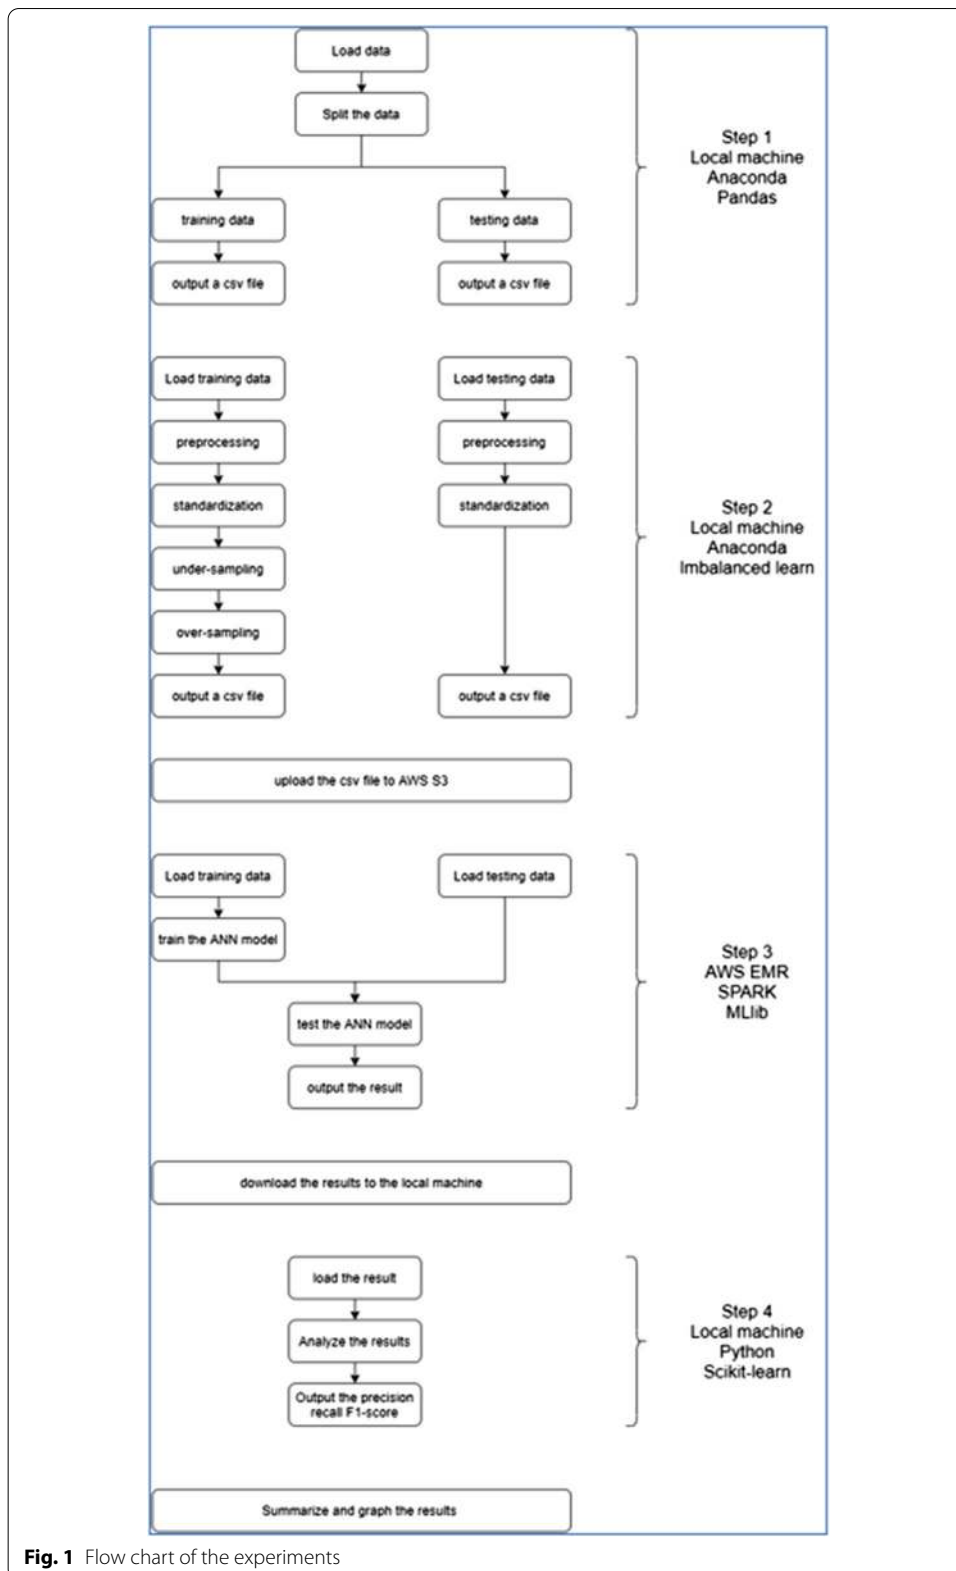 Load data
Split the data
training data
testing data
output a csv file
output a csv file
Step 1
Local machine
Anaconda
Pandas
Load training data
Load testing data
preprocessing
preprocessing
standardization
standardization
under-sampling
over-sampling
output a csv file
output a csv file
Step 2
Local machine
Anaconda
Imbalanced learn
upload the csv file to AWS S3
Load training data
Load testing data
train the ANN model
test the ANN model
output the result
Step 3
AWS EMR
SPARK
MLlib
download the results to the local machine
load the result
Analyze the results
Output the precision
recall F1-score
Step 4
Local machine
Python
Scikit-learn
Summarize and graph the results
Fig. 1 Flow chart of the experiments